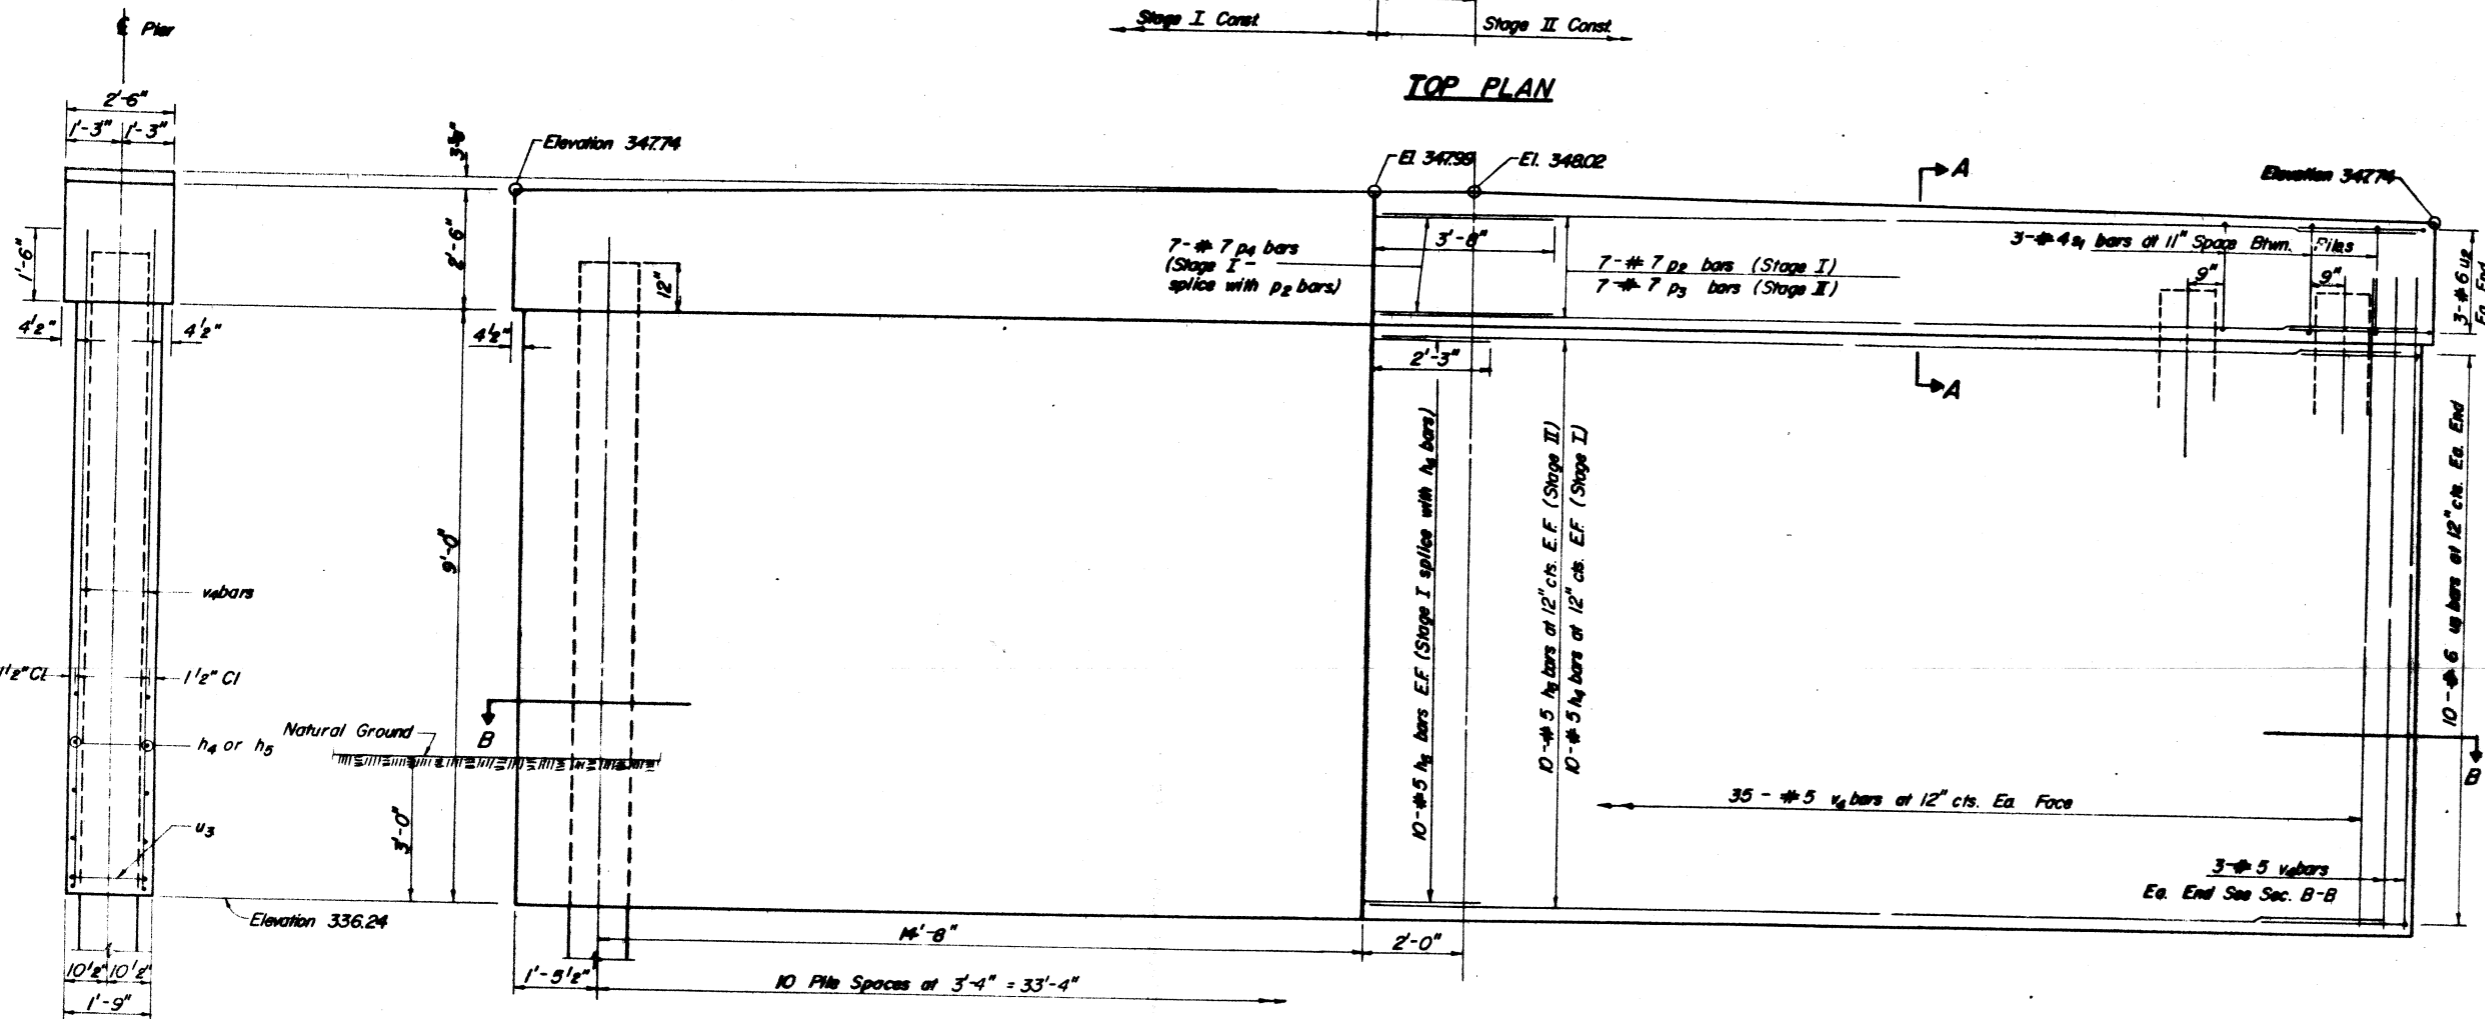 Stage I Const.
Stage II Const.
TOP PLAN
℄ Pier
2'-6"
1'-3" 1'-3"
1'-6"
4½"
4½"
v4 bars
1½" Cl.
1½" Cl
h4 or h5
u3
Elevation 336.24
10½" 10½"
1'-9"
Elevation 347.74
2'-6"
12"
4½"
9'-0"
Natural Ground
3'-0"
B
1'-5½"
14'-8"
2'-0"
10 Pile Spaces at 3'-4" = 33'-4"
El. 347.99
El. 348.02
A
Elevation 347.74
7-#7 p4 bars
(Stage I -
splice with p2 bars)
3'-8"
7-#7 p2 bars (Stage I)
7-#7 p3 bars (Stage II)
3-#4 s1 bars at 11" Space Btwn. Piles
9"
9"
3-#6 u2
Ea. End
2'-3"
A
10-#5 bars E.F. (Stage I splice with h4 bars)
10-#5 h5 bars at 12" cts. E.F. (Stage II)
10-#5 h4 bars at 12" cts. E.F. (Stage I)
10-#6 u3 bars at 12" cts. Ea. End
B
35-#5 v4 bars at 12" cts. Ea. Face
3-#5 v4 bars
Ea. End See Sec. B-B